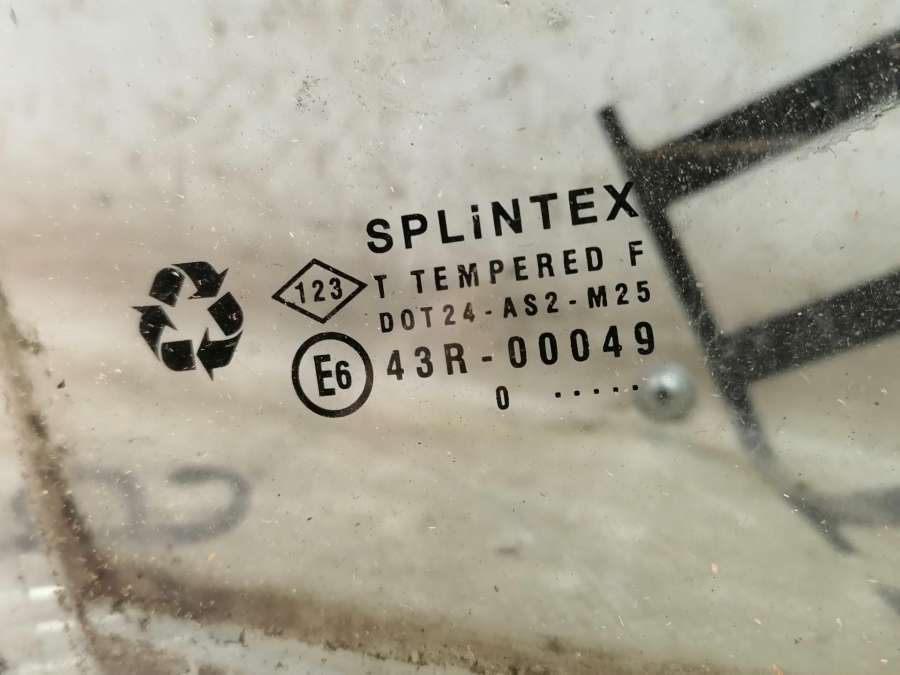 SPLiNTEX
123 T TEMPERED F
DOT24-AS2-M25
E6 43R-00049
0 .....